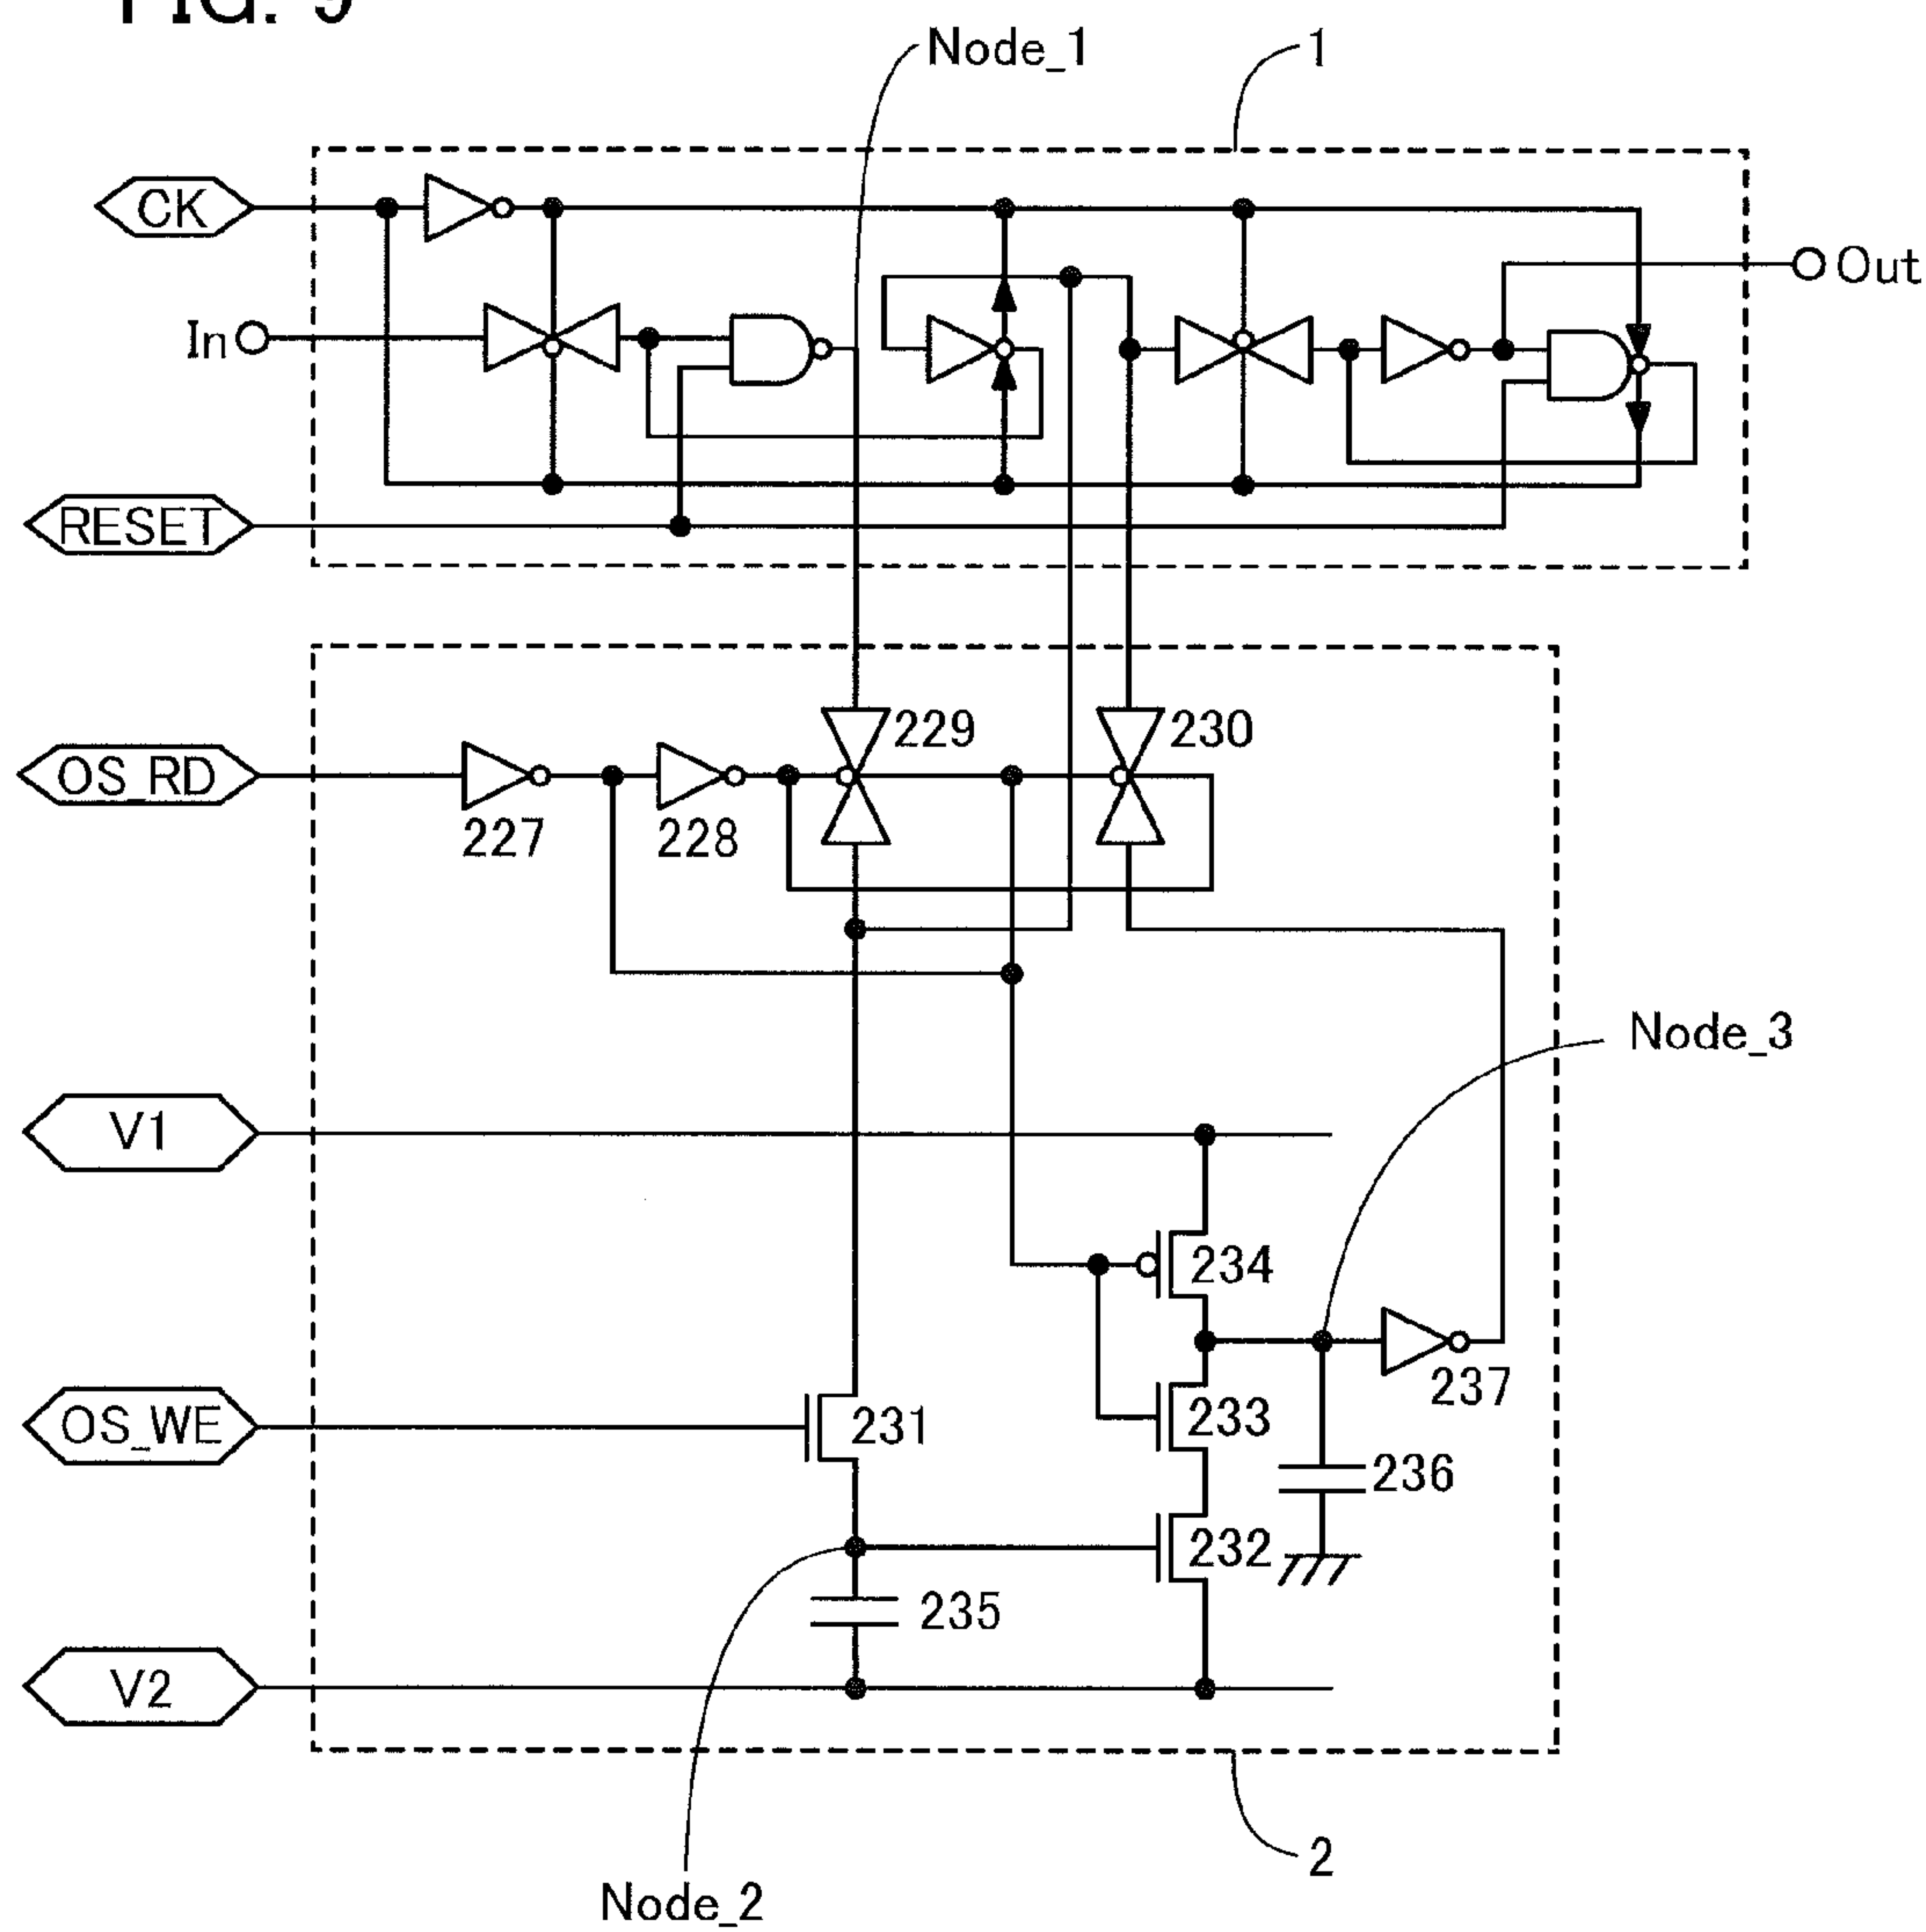 FIG. 9
Node_1
1
CK
Out
In
RESET
229
230
OS_RD
227
228
Node_3
V1
234
237
OS_WE
231
233
236
232
235
V2
2
Node_2